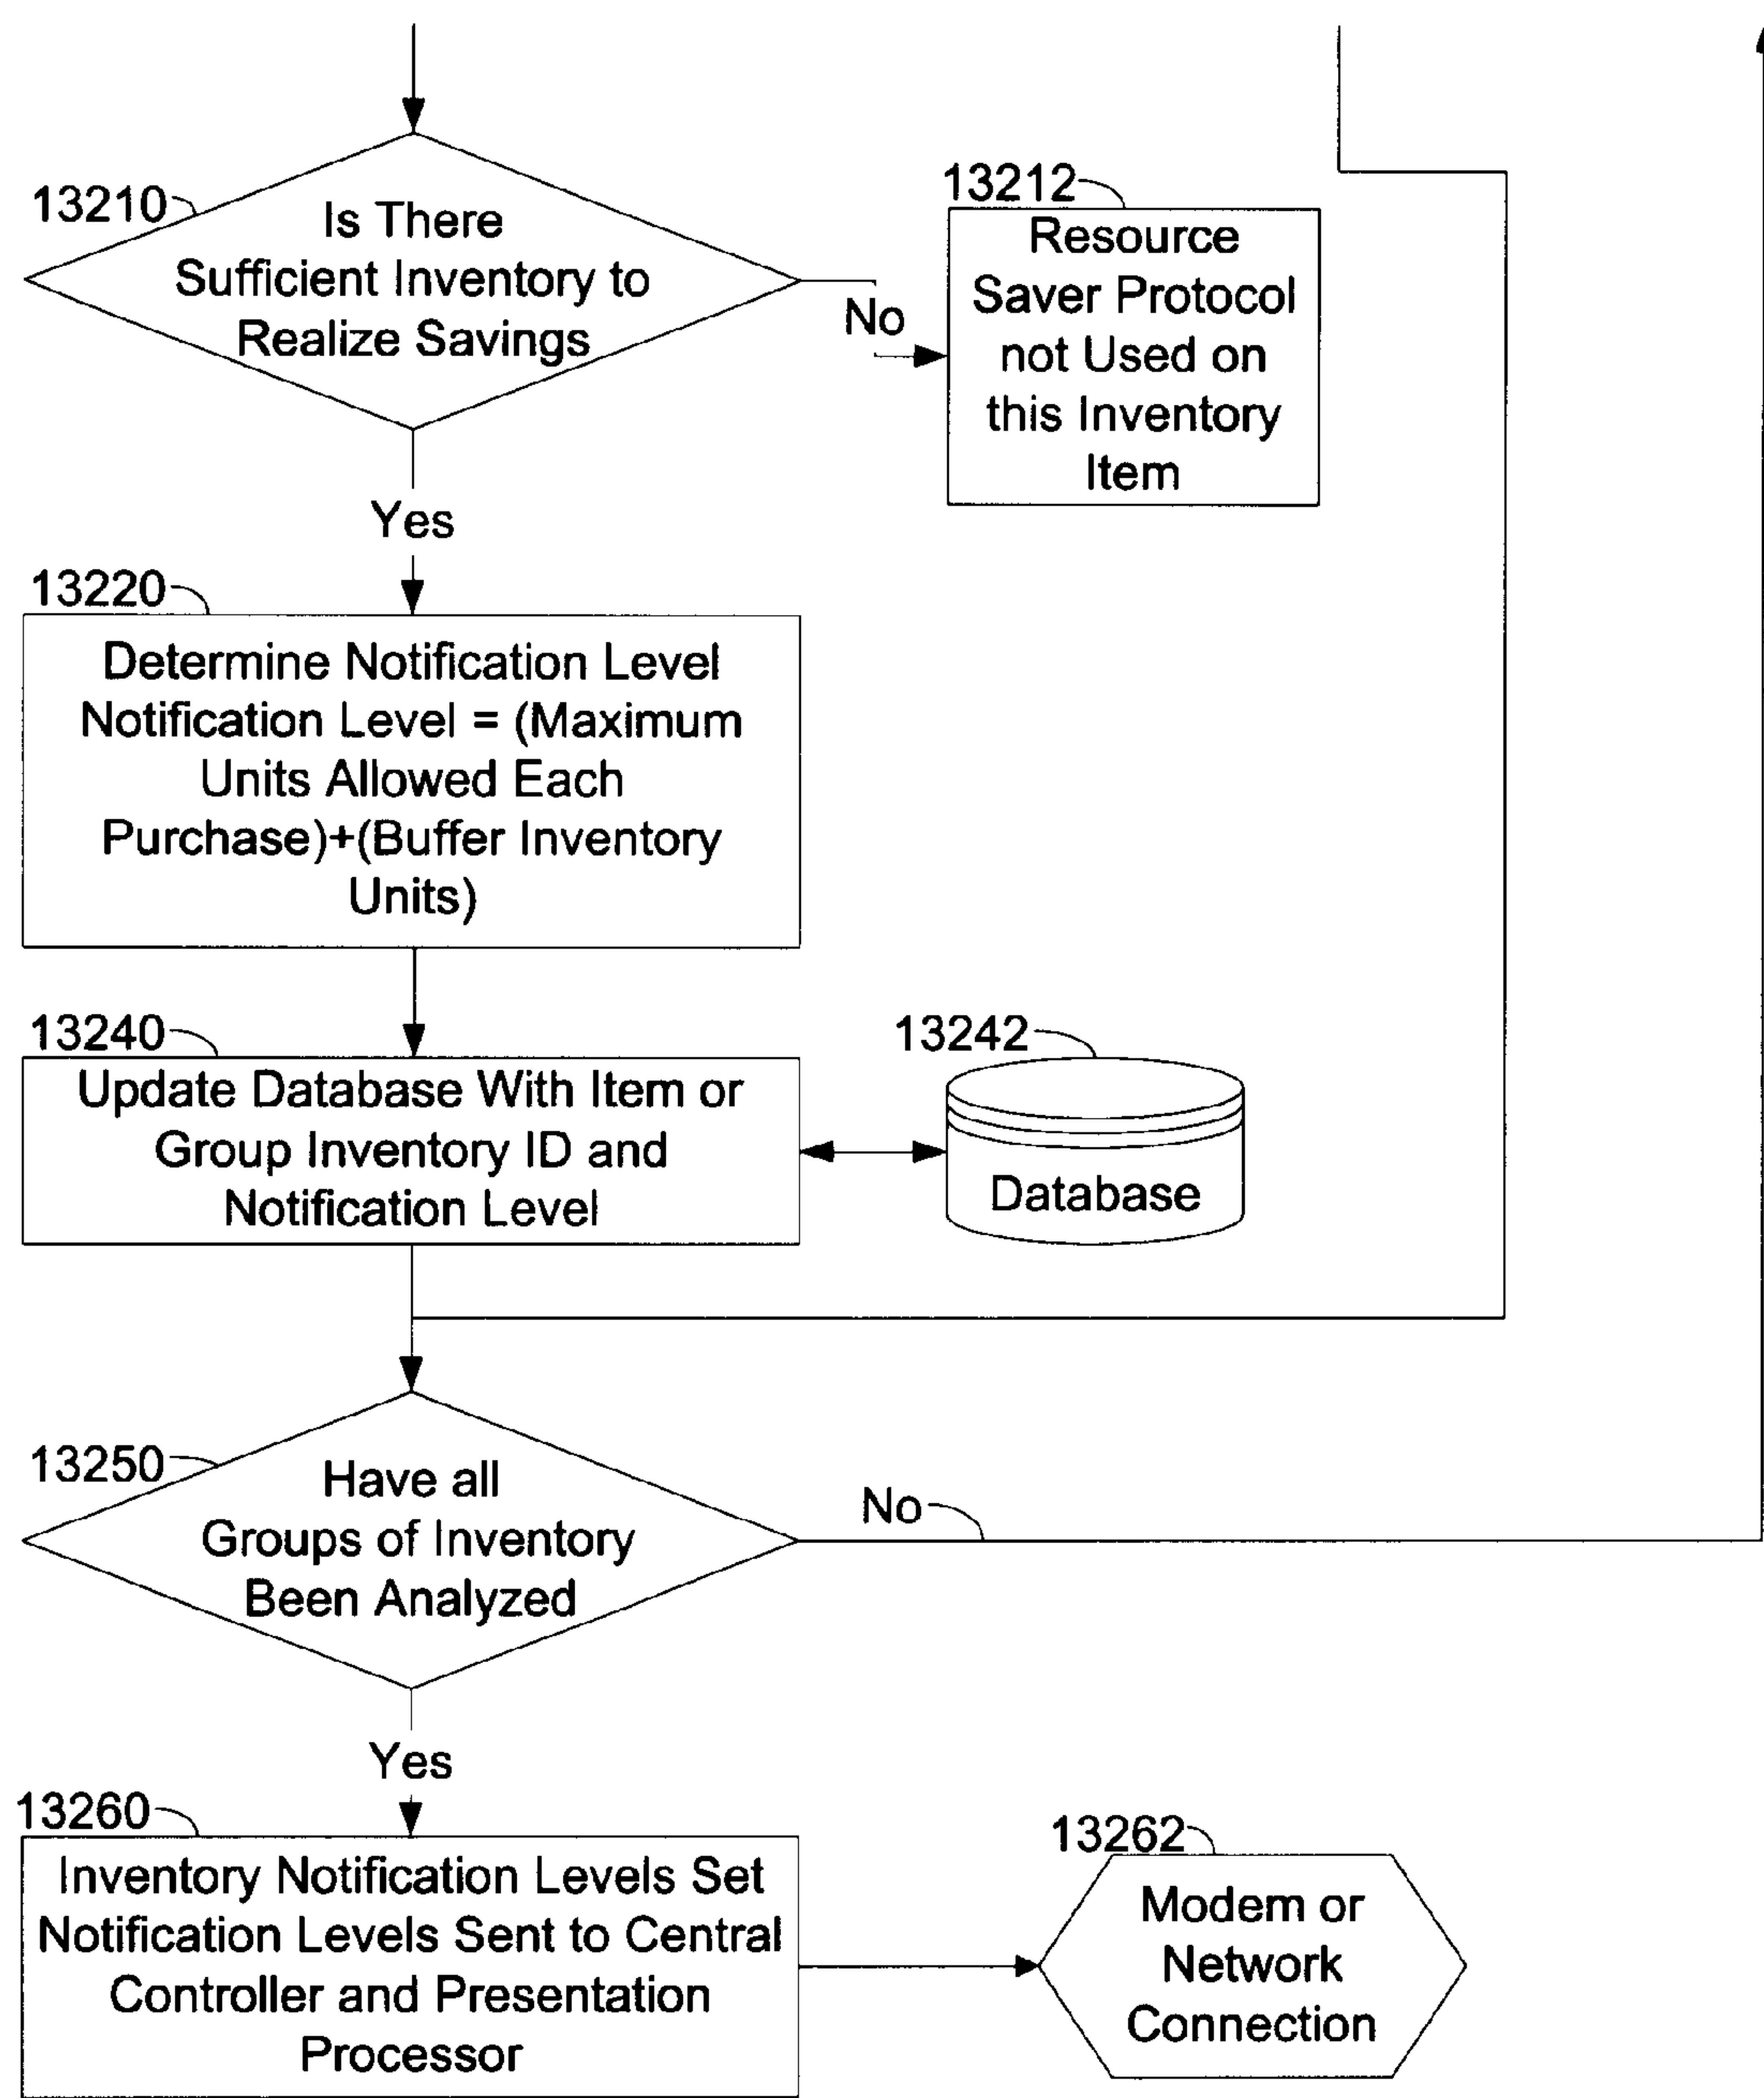 13210
Is There
Sufficient Inventory to
Realize Savings
No
13212
Resource
Saver Protocol
not Used on
this Inventory
Item
Yes
13220
Determine Notification Level
Notification Level = (Maximum
Units Allowed Each
Purchase)+(Buffer Inventory
Units)
13240
Update Database With Item or
Group Inventory ID and
Notification Level
13242
Database
13250
Have all
Groups of Inventory
Been Analyzed
No
Yes
13260
Inventory Notification Levels Set
Notification Levels Sent to Central
Controller and Presentation
Processor
13262
Modem or
Network
Connection